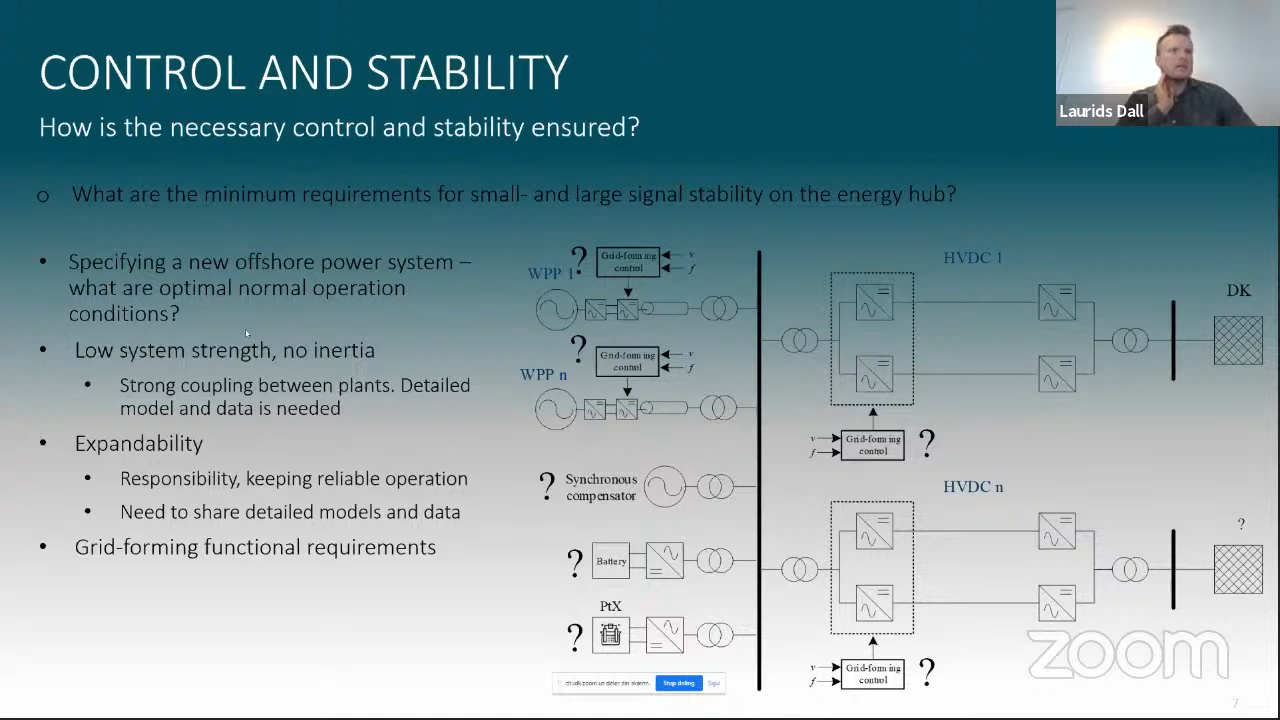 CONTROL AND STABILITY
How is the necessary control and stability ensured?
Laurids Dall
o What are the minimum requirements for small- and large signal stability on the energy hub?
• Specifying a new offshore power system –
what are optimal normal operation
conditions?
• Low system strength, no inertia
• Strong coupling between plants. Detailed
model and data is needed
• Expandability
• Responsibility, keeping reliable operation
• Need to share detailed models and data
• Grid-forming functional requirements
?
Grid-forming
control
v
f
WPP 1
?
Grid-forming
control
v
f
WPP n
? Synchronous
compensator
? Battery
PtX
?
HVDC 1
DK
v
f
Grid-forming
control
?
HVDC n
?
v
f
Grid-forming
control
?
zoom
Stop deling
Skjul
7